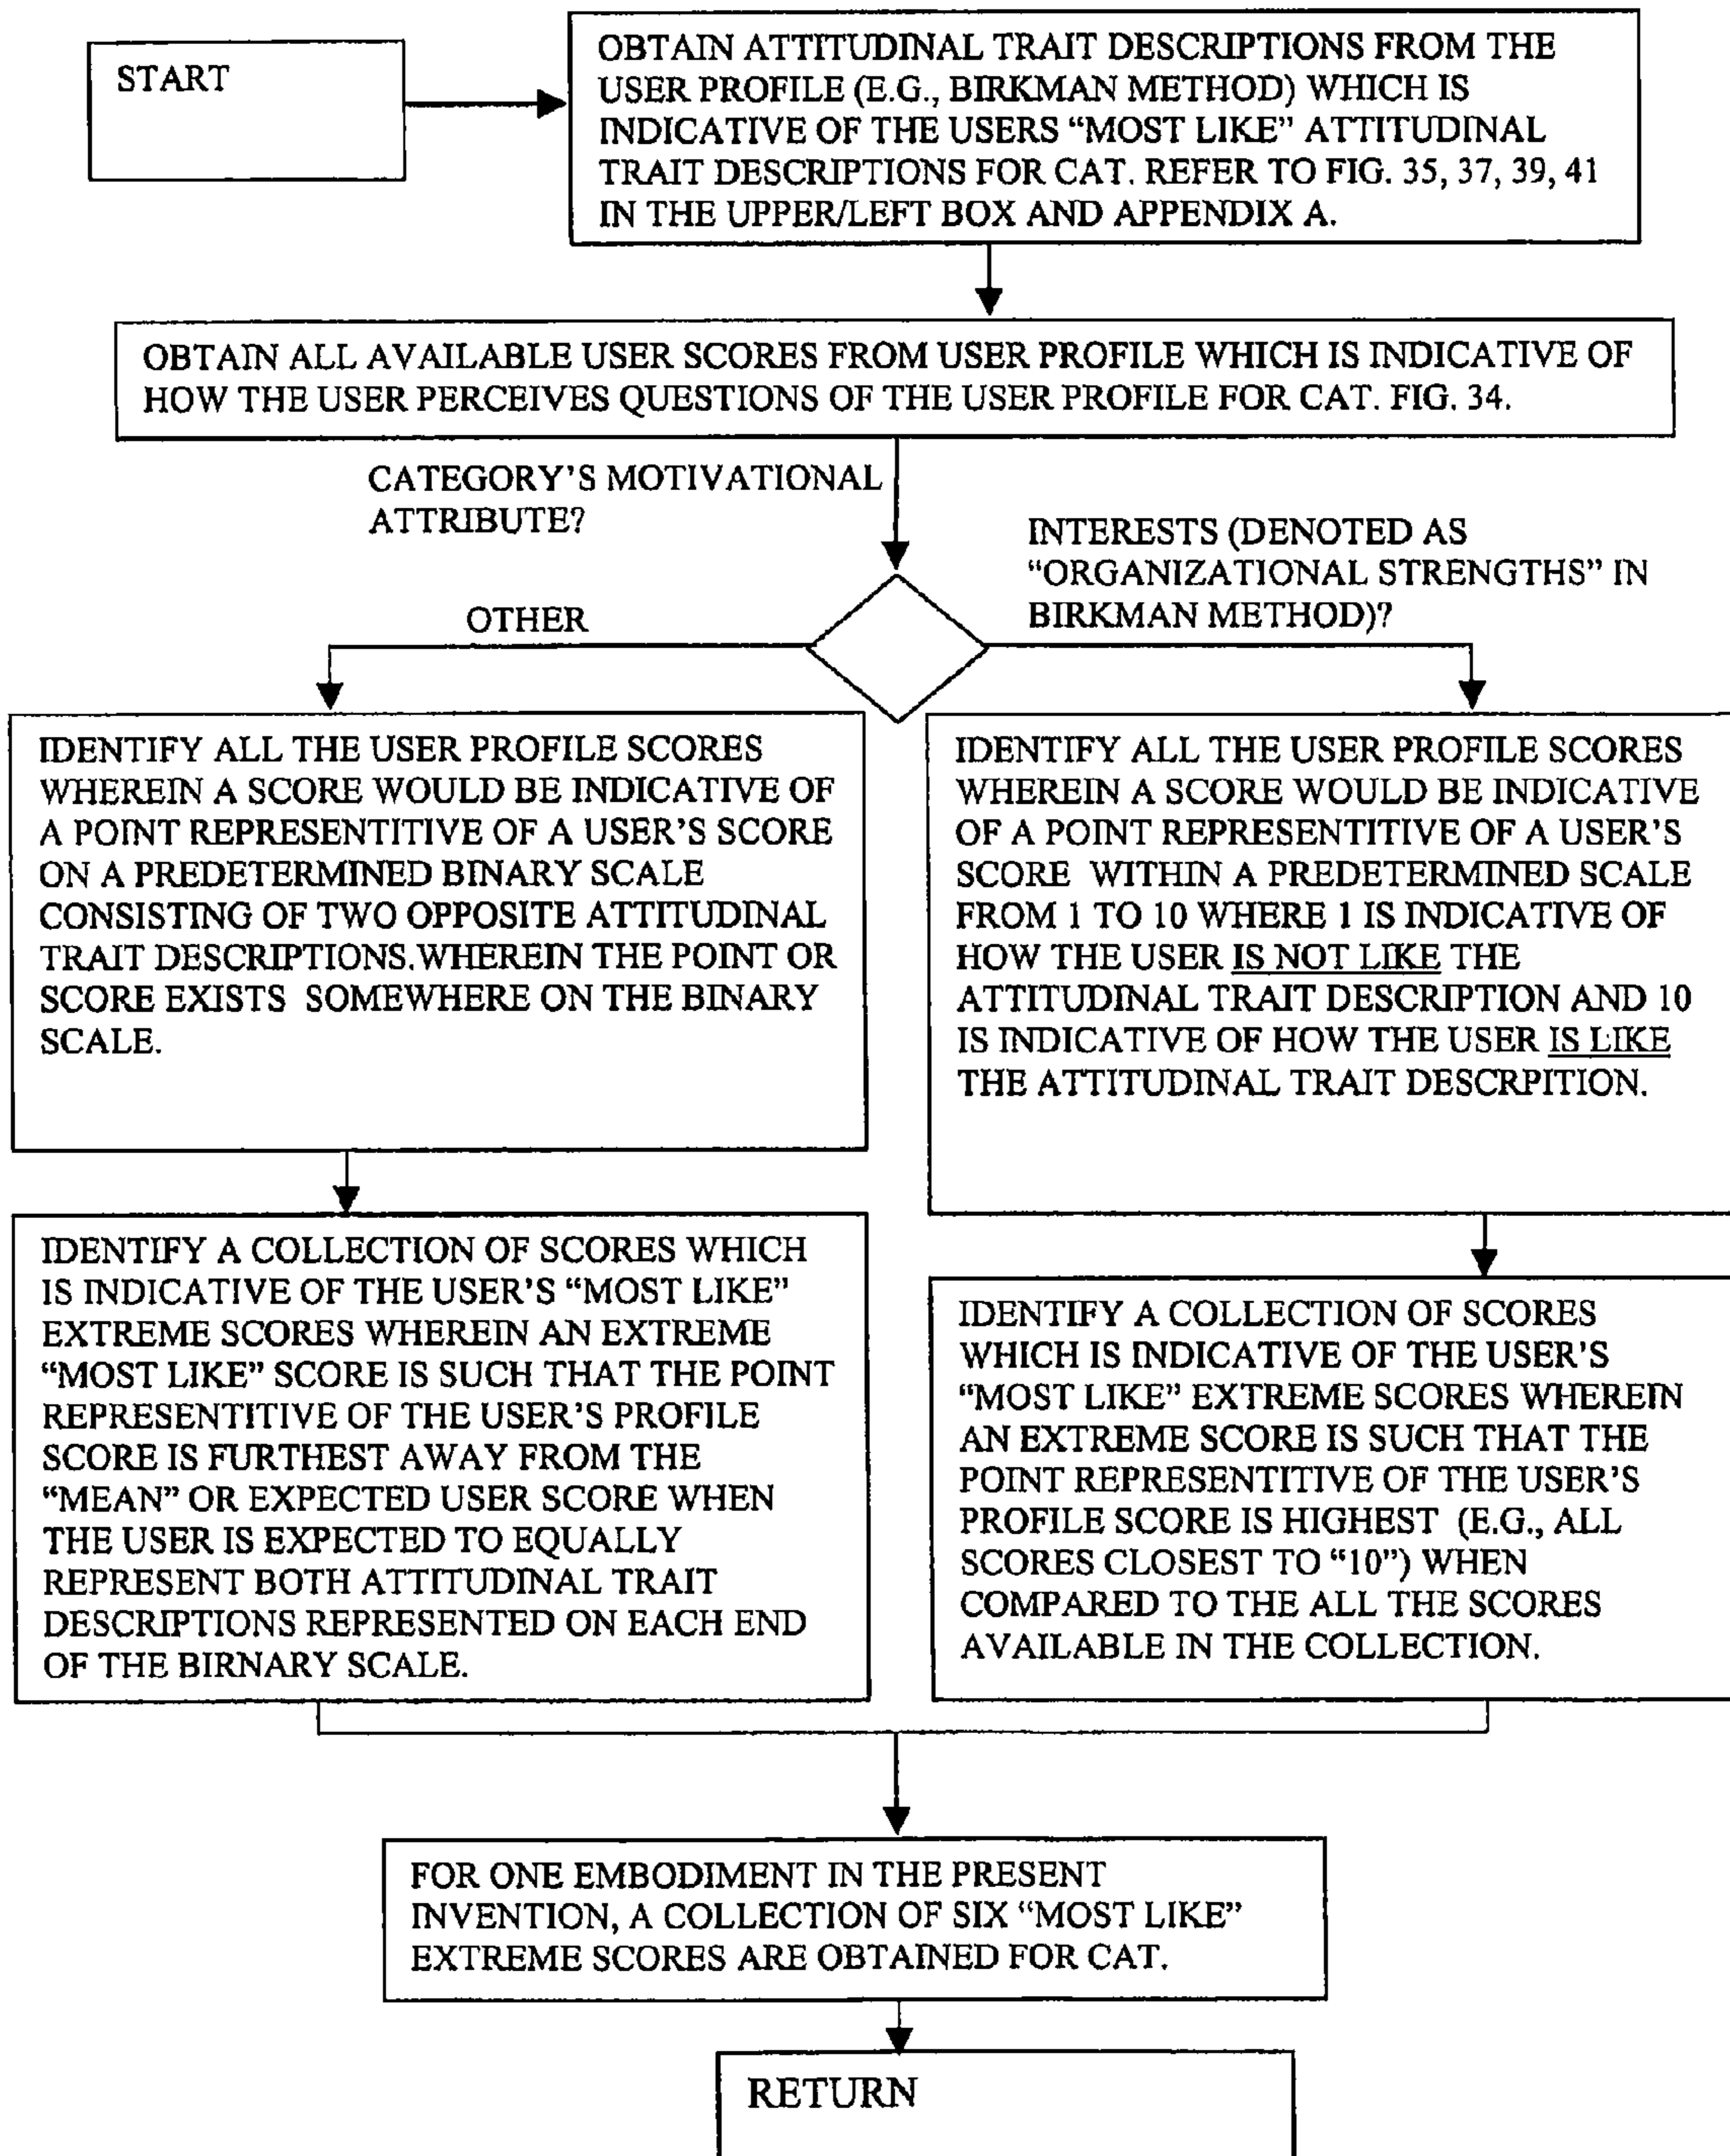 START
OBTAIN ATTITUDINAL TRAIT DESCRIPTIONS FROM THE
USER PROFILE (E.G., BIRKMAN METHOD) WHICH IS
INDICATIVE OF THE USERS “MOST LIKE” ATTITUDINAL
TRAIT DESCRIPTIONS FOR CAT. REFER TO FIG. 35, 37, 39, 41
IN THE UPPER/LEFT BOX AND APPENDIX A.
OBTAIN ALL AVAILABLE USER SCORES FROM USER PROFILE WHICH IS INDICATIVE OF
HOW THE USER PERCEIVES QUESTIONS OF THE USER PROFILE FOR CAT. FIG. 34.
CATEGORY’S MOTIVATIONAL
ATTRIBUTE?
INTERESTS (DENOTED AS
“ORGANIZATIONAL STRENGTHS” IN
BIRKMAN METHOD)?
OTHER
IDENTIFY ALL THE USER PROFILE SCORES
WHEREIN A SCORE WOULD BE INDICATIVE OF
A POINT REPRESENTITIVE OF A USER’S SCORE
ON A PREDETERMINED BINARY SCALE
CONSISTING OF TWO OPPOSITE ATTITUDINAL
TRAIT DESCRIPTIONS.WHEREIN THE POINT OR
SCORE EXISTS SOMEWHERE ON THE BINARY
SCALE.
IDENTIFY ALL THE USER PROFILE SCORES
WHEREIN A SCORE WOULD BE INDICATIVE
OF A POINT REPRESENTITIVE OF A USER’S
SCORE WITHIN A PREDETERMINED SCALE
FROM 1 TO 10 WHERE 1 IS INDICATIVE OF
HOW THE USER IS NOT LIKE THE
ATTITUDINAL TRAIT DESCRIPTION AND 10
IS INDICATIVE OF HOW THE USER IS LIKE
THE ATTITUDINAL TRAIT DESCRPITION.
IDENTIFY A COLLECTION OF SCORES WHICH
IS INDICATIVE OF THE USER’S “MOST LIKE”
EXTREME SCORES WHEREIN AN EXTREME
“MOST LIKE” SCORE IS SUCH THAT THE POINT
REPRESENTITIVE OF THE USER’S PROFILE
SCORE IS FURTHEST AWAY FROM THE
“MEAN” OR EXPECTED USER SCORE WHEN
THE USER IS EXPECTED TO EQUALLY
REPRESENT BOTH ATTITUDINAL TRAIT
DESCRIPTIONS REPRESENTED ON EACH END
OF THE BIRNARY SCALE.
IDENTIFY A COLLECTION OF SCORES
WHICH IS INDICATIVE OF THE USER’S
“MOST LIKE” EXTREME SCORES WHEREIN
AN EXTREME SCORE IS SUCH THAT THE
POINT REPRESENTITIVE OF THE USER’S
PROFILE SCORE IS HIGHEST (E.G., ALL
SCORES CLOSEST TO “10”) WHEN
COMPARED TO THE ALL THE SCORES
AVAILABLE IN THE COLLECTION.
FOR ONE EMBODIMENT IN THE PRESENT
INVENTION, A COLLECTION OF SIX “MOST LIKE”
EXTREME SCORES ARE OBTAINED FOR CAT.
RETURN